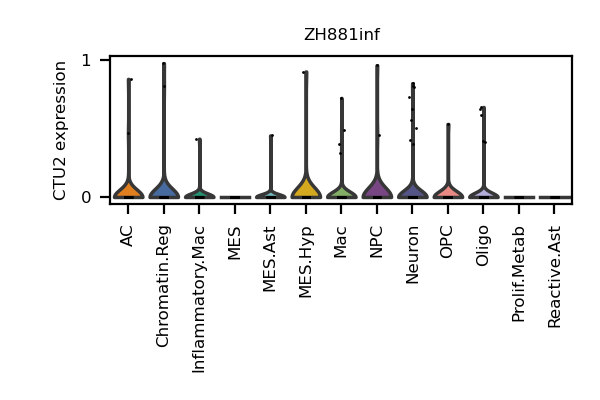 ZH881inf
CTU2 expression
1
0
AC
Chromatin.Reg
Inflammatory.Mac
MES
MES.Ast
MES.Hyp
Mac
NPC
Neuron
OPC
Oligo
Prolif.Metab
Reactive.Ast